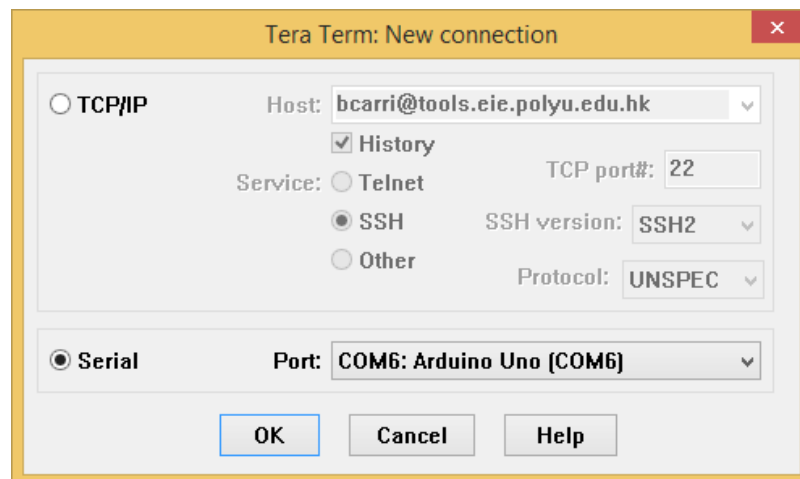 Tera Term: New connection
TCP/IP
Host: bcarri@tools.eie.polyu.edu.hk
History
Service: Telnet
TCP port#: 22
SSH
SSH version: SSH2
Other
Protocol: UNSPEC
Serial
Port: COM6: Arduino Uno (COM6)
OK Cancel Help